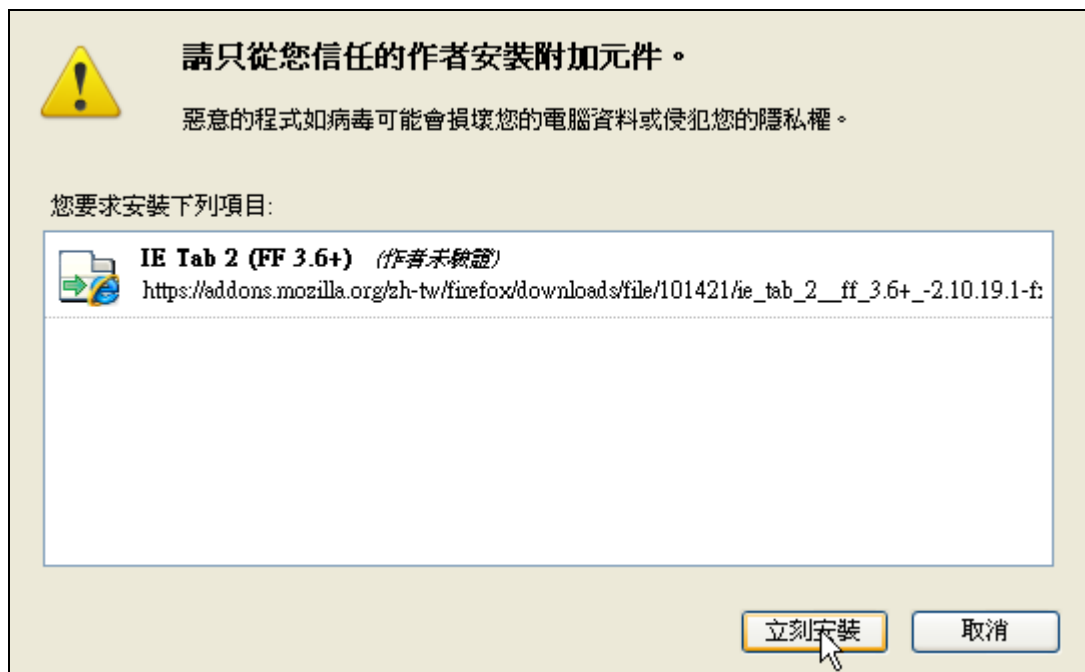 請只從您信任的作者安裝附加元件。
惡意的程式如病毒可能會損壞您的電腦資料或侵犯您的隱私權。
您要求安裝下列項目:
IE Tab 2 (FF 3.6+) (作者未驗證)
https://addons.mozilla.org/zh-tw/firefox/downloads/file/101421/ie_tab_2__ff_3.6+_-2.10.19.1-fx
立刻安裝 取消